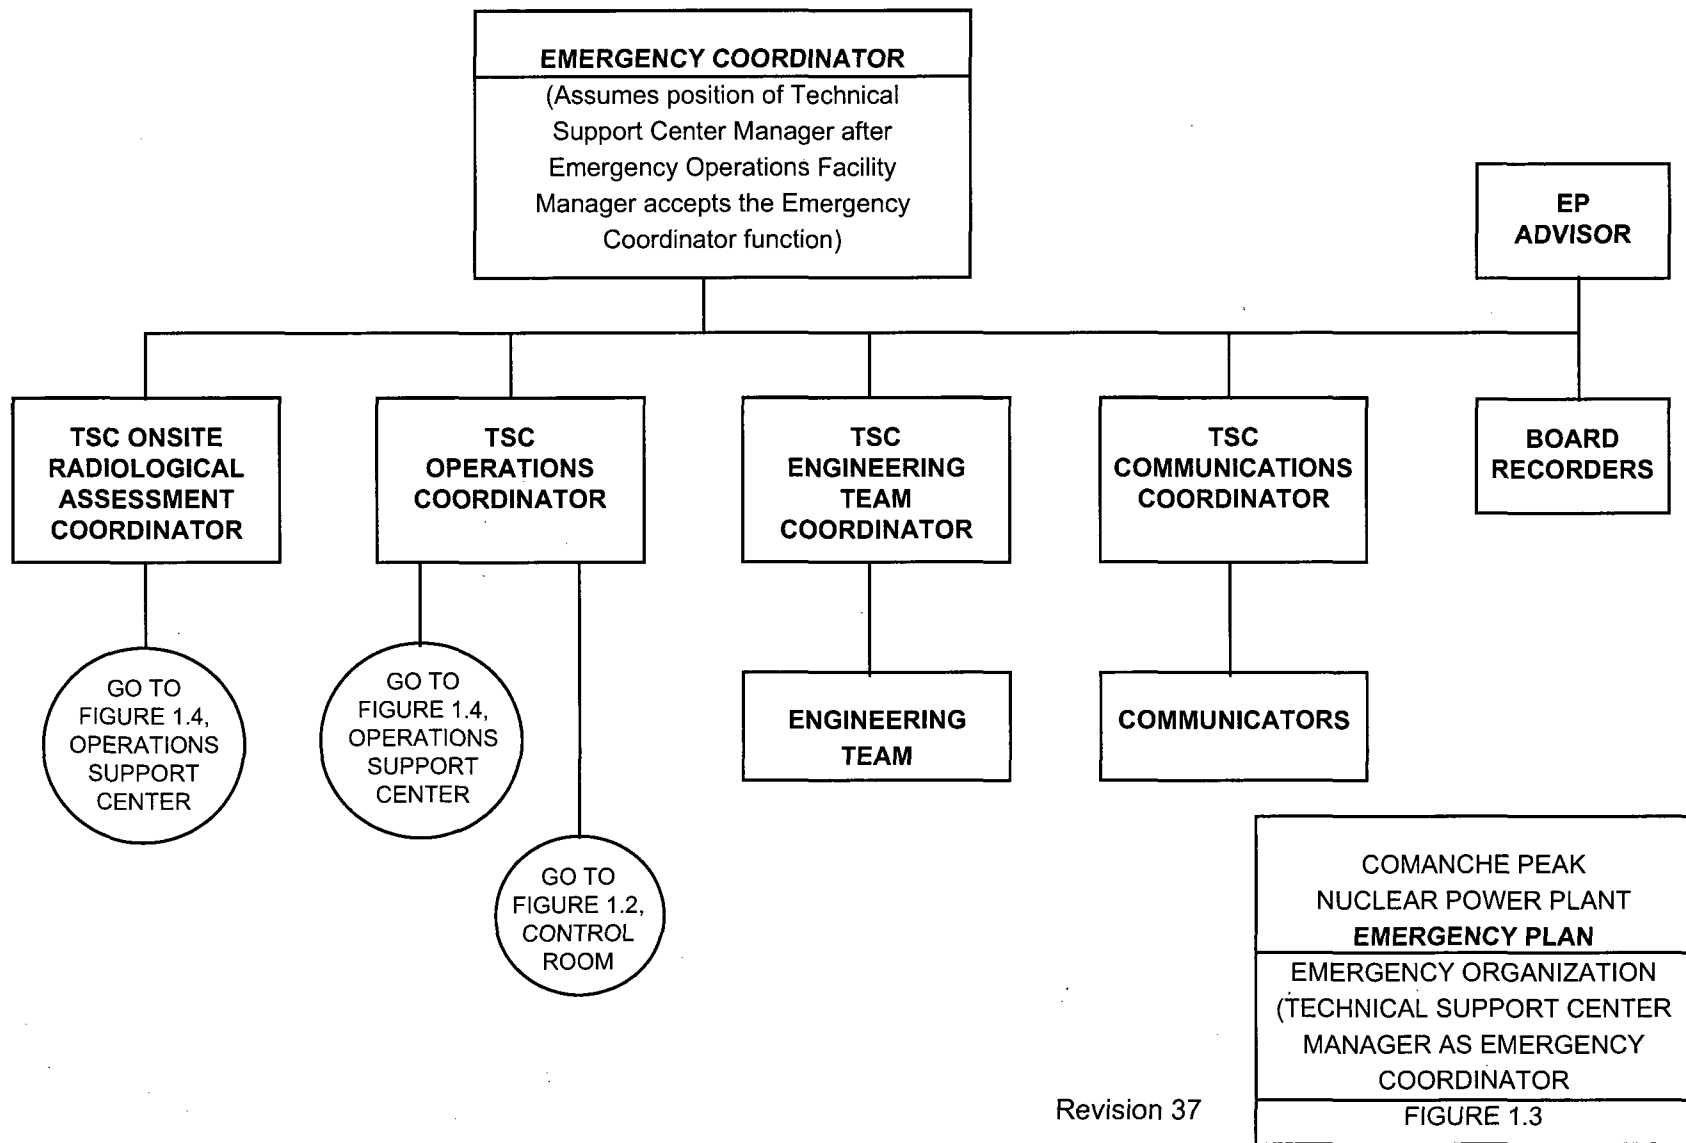 EMERGENCY COORDINATOR
(Assumes position of Technical
Support Center Manager after
Emergency Operations Facility
Manager accepts the Emergency
Coordinator function)
EP
ADVISOR
TSC ONSITE
RADIOLOGICAL
ASSESSMENT
COORDINATOR
TSC
OPERATIONS
COORDINATOR
TSC
ENGINEERING
TEAM
COORDINATOR
TSC
COMMUNICATIONS
COORDINATOR
BOARD
RECORDERS
GO TO
FIGURE 1.4,
OPERATIONS
SUPPORT
CENTER
GO TO
FIGURE 1.4,
OPERATIONS
SUPPORT
CENTER
GO TO
FIGURE 1.2,
CONTROL
ROOM
ENGINEERING
TEAM
COMMUNICATORS
COMANCHE PEAK
NUCLEAR POWER PLANT
EMERGENCY PLAN
EMERGENCY ORGANIZATION
(TECHNICAL SUPPORT CENTER
MANAGER AS EMERGENCY
COORDINATOR
FIGURE 1.3
Revision 37